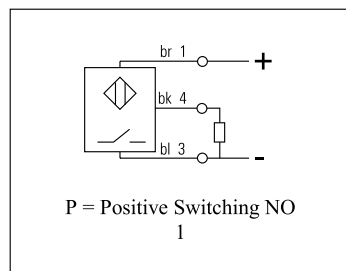 br 1 +
bk 4
bl 3 -
P = Positive Switching NO
1